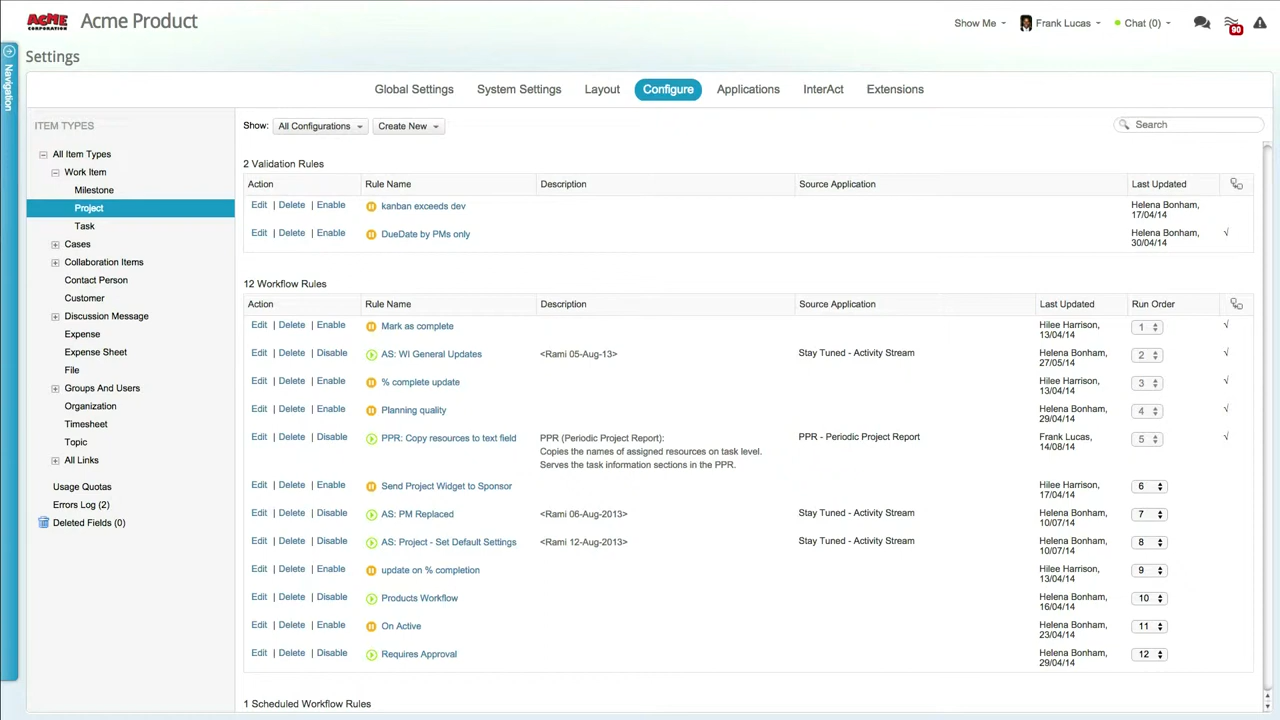 ACME
CORPORATION
Acme Product
Show Me
Frank Lucas
Chat (0)
90
Navigation
Settings
Global Settings
System Settings
Layout
Configure
Applications
InterAct
Extensions
ITEM TYPES
All Item Types
Work Item
Milestone
Project
Task
Cases
Collaboration Items
Contact Person
Customer
Discussion Message
Expense
Expense Sheet
File
Groups And Users
Organization
Timesheet
Topic
All Links
Usage Quotas
Errors Log (2)
Deleted Fields (0)
Show: All Configurations Create New
Search
2 Validation Rules
Action Rule Name Description Source Application Last Updated
Edit | Delete | Enable kanban exceeds dev Helena Bonham,
17/04/14
Edit | Delete | Enable DueDate by PMs only Helena Bonham, √
30/04/14
12 Workflow Rules
Action Rule Name Description Source Application Last Updated Run Order
Edit | Delete | Enable Mark as complete Hilee Harrison, 1 √
13/04/14
Edit | Delete | Disable AS: WI General Updates <Rami 05-Aug-13> Stay Tuned - Activity Stream Helena Bonham, 2 √
27/05/14
Edit | Delete | Enable % complete update Hilee Harrison, 3 √
13/04/14
Edit | Delete | Enable Planning quality Helena Bonham, 4 √
29/04/14
Edit | Delete | Disable PPR: Copy resources to text field PPR (Periodic Project Report): PPR - Periodic Project Report Frank Lucas, 5 √
Copies the names of assigned resources on task level. 14/08/14
Serves the task information sections in the PPR.
Edit | Delete | Enable Send Project Widget to Sponsor Hilee Harrison, 6
17/04/14
Edit | Delete | Disable AS: PM Replaced <Rami 06-Aug-2013> Stay Tuned - Activity Stream Helena Bonham, 7
10/07/14
Edit | Delete | Disable AS: Project - Set Default Settings <Rami 12-Aug-2013> Stay Tuned - Activity Stream Helena Bonham, 8
10/07/14
Edit | Delete | Enable update on % completion Hilee Harrison, 9
13/04/14
Edit | Delete | Disable Products Workflow Helena Bonham, 10
16/04/14
Edit | Delete | Enable On Active Helena Bonham, 11
23/04/14
Edit | Delete | Disable Requires Approval Helena Bonham, 12
29/04/14
1 Scheduled Workflow Rules